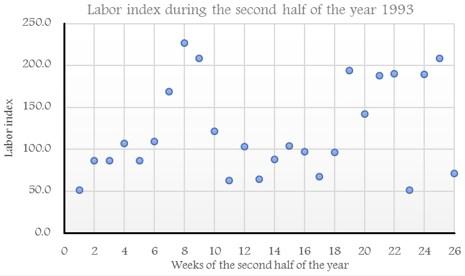 Labor index during the second half of the year 1993
250.0
200.0
150.0
100.0
50.0
0.0
Labor index
0 2 4 6 8 10 12 14 16 18 20 22 24 26
Weeks of the second half of the year